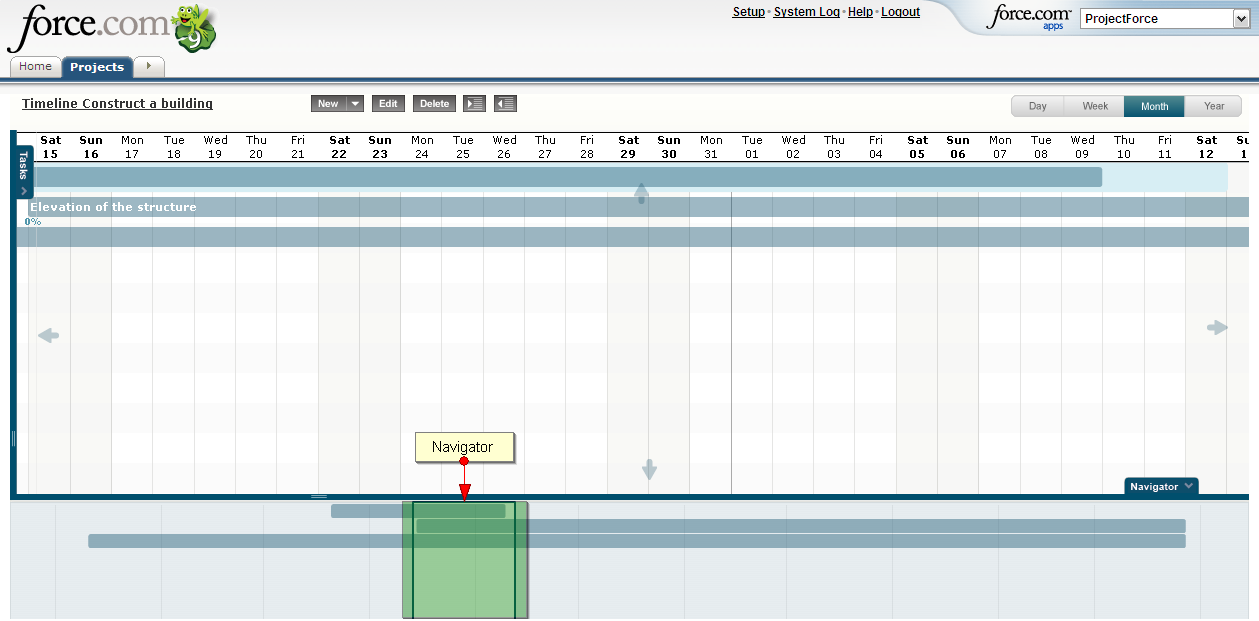 force.com 9
Setup • System Log • Help • Logout
force.com apps
ProjectForce
Home Projects
Timeline Construct a building
New Edit Delete
Day Week Month Year
Sat Sun Mon Tue Wed Thu Fri Sat Sun Mon Tue Wed Thu Fri Sat Sun Mon Tue Wed Thu Fri Sat Sun Mon Tue Wed Thu Fri Sat
15 16 17 18 19 20 21 22 23 24 25 26 27 28 29 30 31 01 02 03 04 05 06 07 08 09 10 11 12
Tasks
Elevation of the structure
0%
Navigator
Navigator